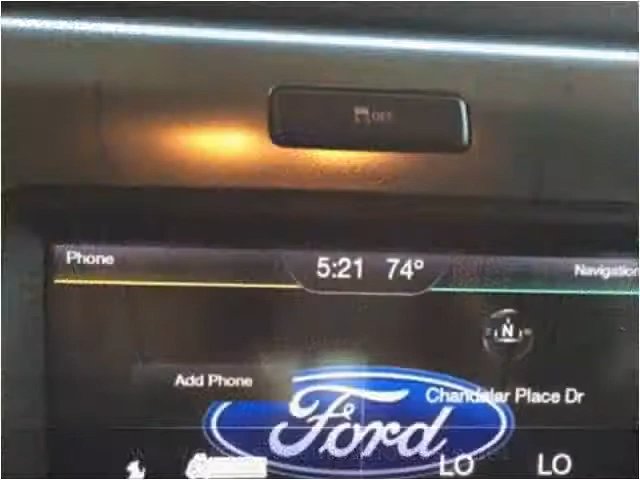 OFF
Phone
5:21 74°
Navigation
N
Add Phone
Chandalar Place Dr
Ford
LO LO